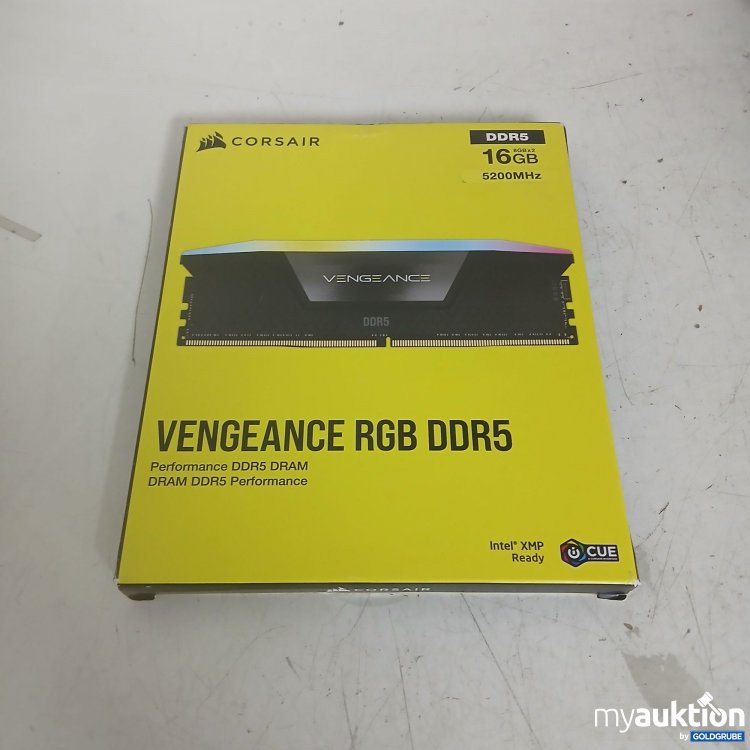 CORSAIR
DDR5
16GB 8GBx2
5200MHz
VENGEANCE
DDR5
VENGEANCE RGB DDR5
Performance DDR5 DRAM
DRAM DDR5 Performance
Intel® XMP
Ready
iCUE
CORSAIR
myauktion
by GOLDGRUBE